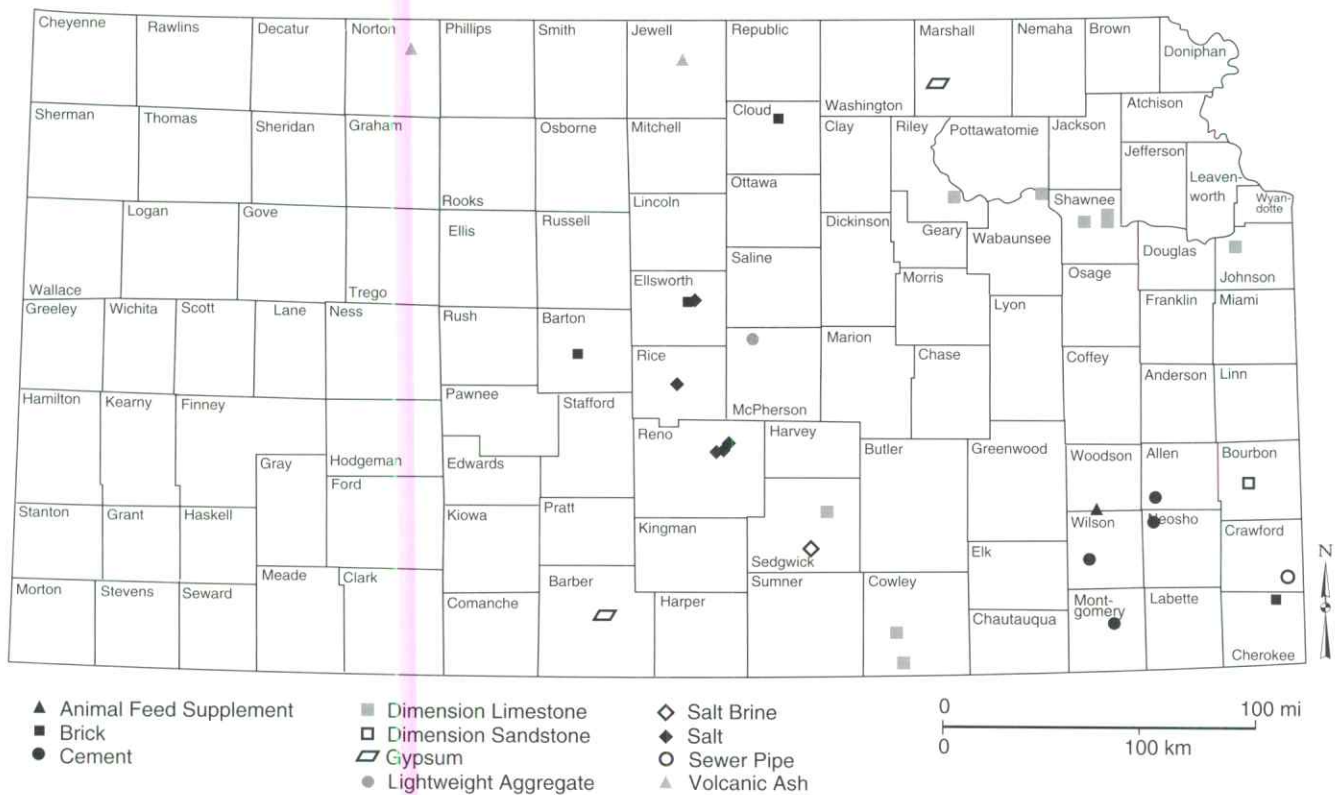 Cheyenne Rawlins Decatur Norton Phillips Smith Jewell Republic Marshall Nemaha Brown
Doniphan
Washington
Cloud
Atchison
Sherman Thomas Sheridan Graham Osborne Mitchell Clay Riley Pottawatomie Jackson
Jefferson
Rooks
Ottawa
Leaven-
worth
Lincoln
Shawnee
Wyan-
dotte
Logan Gove Ellis Russell Dickinson Geary Wabaunsee
Saline
Douglas
Johnson
Wallace Trego Ellsworth Morris Osage
Greeley Wichita Scott Lane Ness Rush Barton Lyon Franklin Miami
Rice Marion Chase Coffey
Anderson Linn
Hamilton Kearny Finney Pawnee Stafford McPherson
Reno Harvey
Gray Hodgeman Edwards Butler Greenwood Woodson Allen Bourbon
Ford
Stanton Grant Haskell Kiowa Pratt Kingman Wilson Neosho Crawford
N
Sedgwick Elk
Morton Stevens Seward Meade Clark Comanche Barber Harper Sumner Cowley Chautauqua Mont-
gomery Labette
Cherokee
Animal Feed Supplement
Brick
Cement
Dimension Limestone
Dimension Sandstone
Gypsum
Lightweight Aggregate
Salt Brine
Salt
Sewer Pipe
Volcanic Ash
0 100 mi
0 100 km